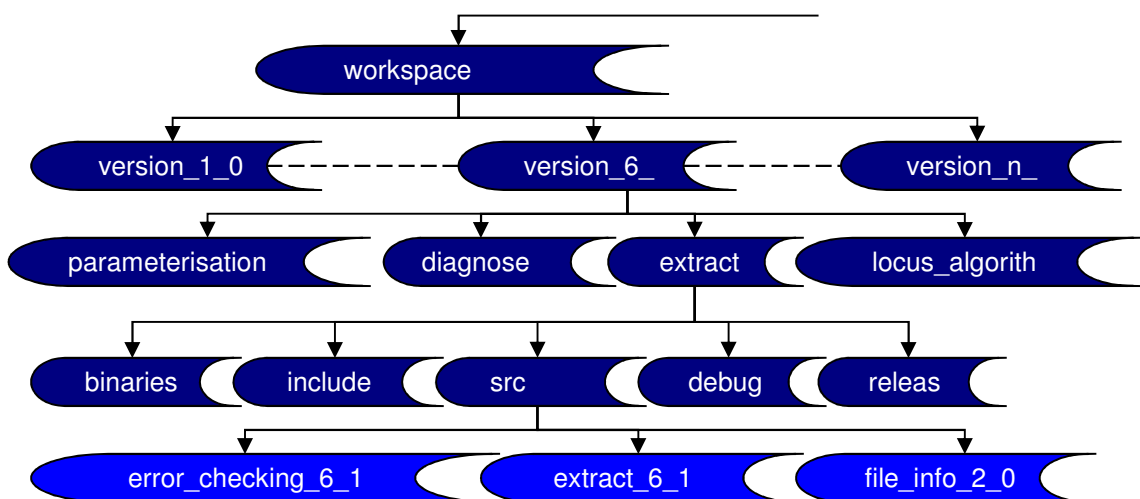 workspace
version_1_0 version_6_ version_n_
parameterisation diagnose extract locus_algorith
binaries include src debug releas
error_checking_6_1 extract_6_1 file_info_2_0